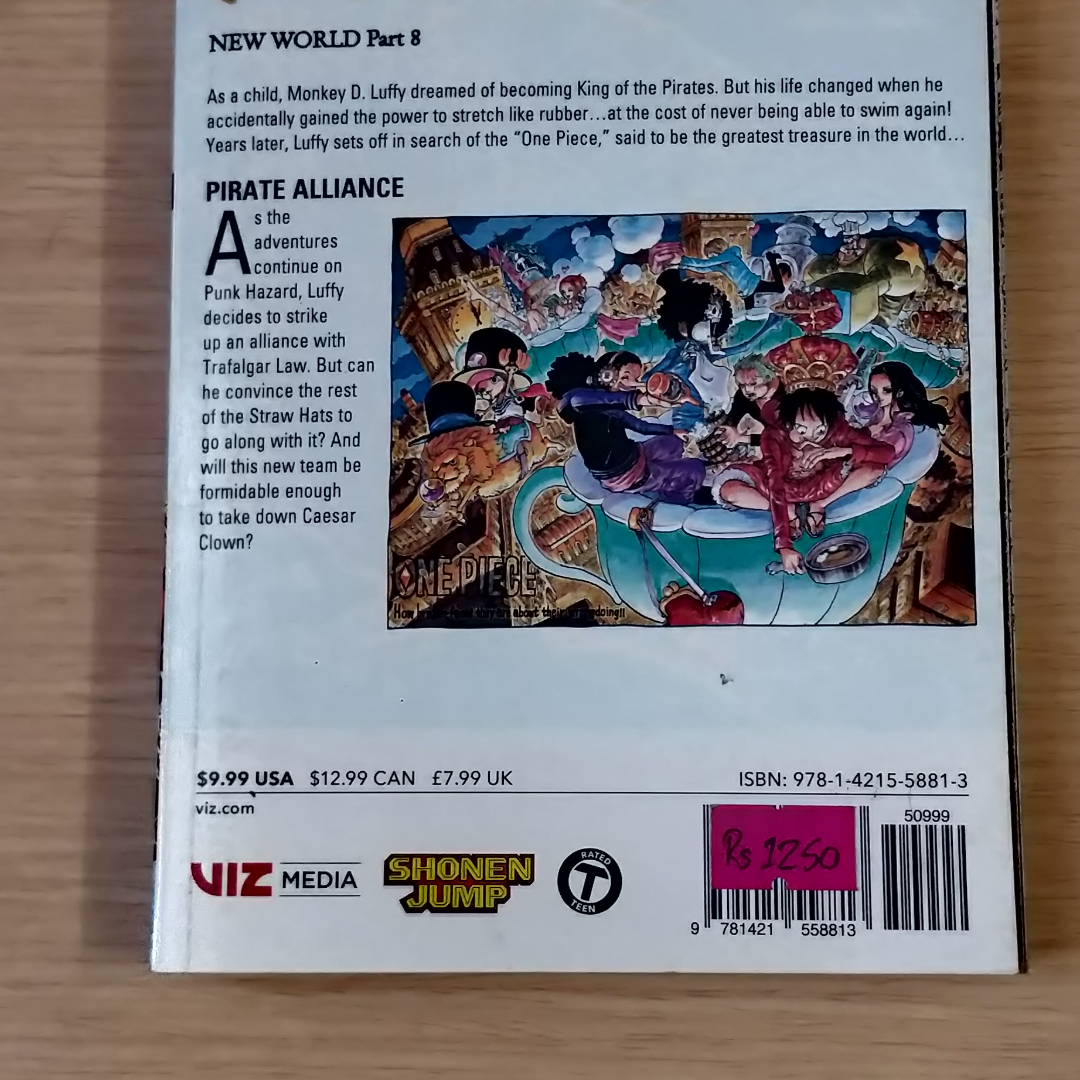 NEW WORLD Part 8
As a child, Monkey D. Luffy dreamed of becoming King of the Pirates. But his life changed when he
accidentally gained the power to stretch like rubber...at the cost of never being able to swim again!
Years later, Luffy sets off in search of the “One Piece,” said to be the greatest treasure in the world...
PIRATE ALLIANCE
As the
adventures
continue on
Punk Hazard, Luffy
decides to strike
up an alliance with
Trafalgar Law. But can
he convince the rest
of the Straw Hats to
go along with it? And
will this new team be
formidable enough
to take down Caesar
Clown?
ONE PIECE
about doing!!
$9.99 USA $12.99 CAN £7.99 UK
ISBN: 978-1-4215-5881-3
viz.com
VIZ MEDIA
SHONEN
JUMP
RATED
T
TEEN
Rs 1250
50999
9 781421 558813